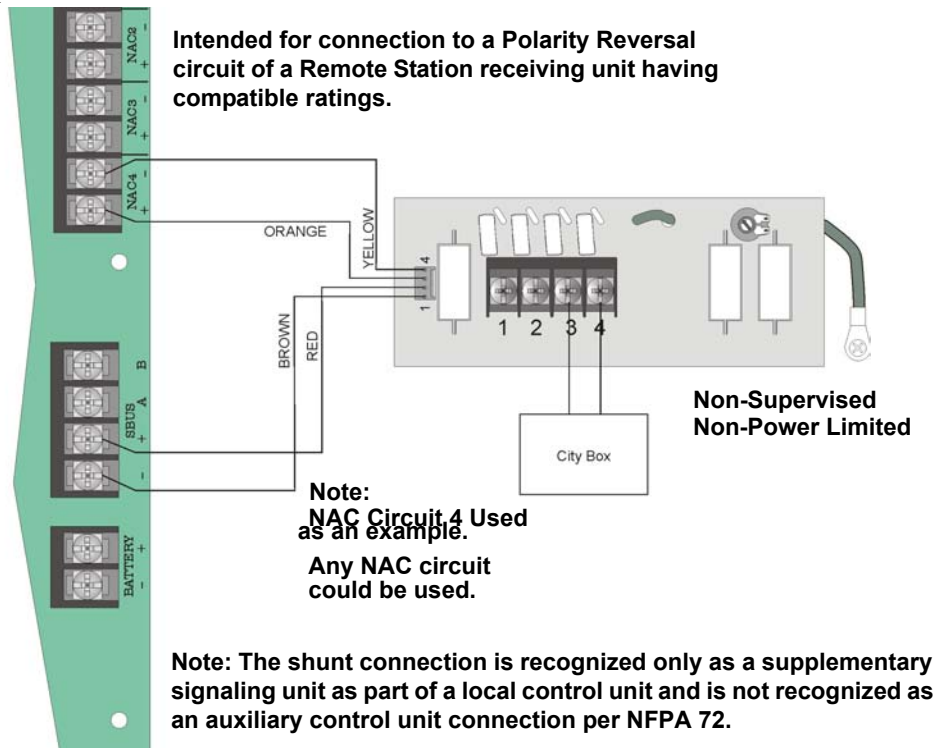 Intended for connection to a Polarity Reversal
circuit of a Remote Station receiving unit having
compatible ratings.
-
NAC2
+
-
NAC3
+
-
NAC4
+
YELLOW
ORANGE
4
1
BROWN
RED
1 2 3 4
B
A
SBUS
+
-
City Box
Non-Supervised
Non-Power Limited
Note:
NAC Circuit 4 Used
as an example.
Any NAC circuit
could be used.
BATTERY
+
-
Note: The shunt connection is recognized only as a supplementary
signaling unit as part of a local control unit and is not recognized as
an auxiliary control unit connection per NFPA 72.